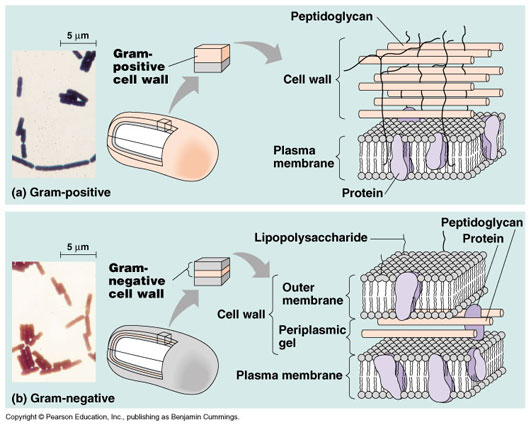 5 μm
Peptidoglycan
Gram-
positive
cell wall
Cell wall
Plasma
membrane
Protein
(a) Gram-positive
5 μm
Peptidoglycan
Protein
Lipopolysaccharide
Gram-
negative
cell wall
Outer
membrane
Cell wall
Periplasmic
gel
Plasma membrane
(b) Gram-negative
Copyright © Pearson Education, Inc., publishing as Benjamin Cummings.